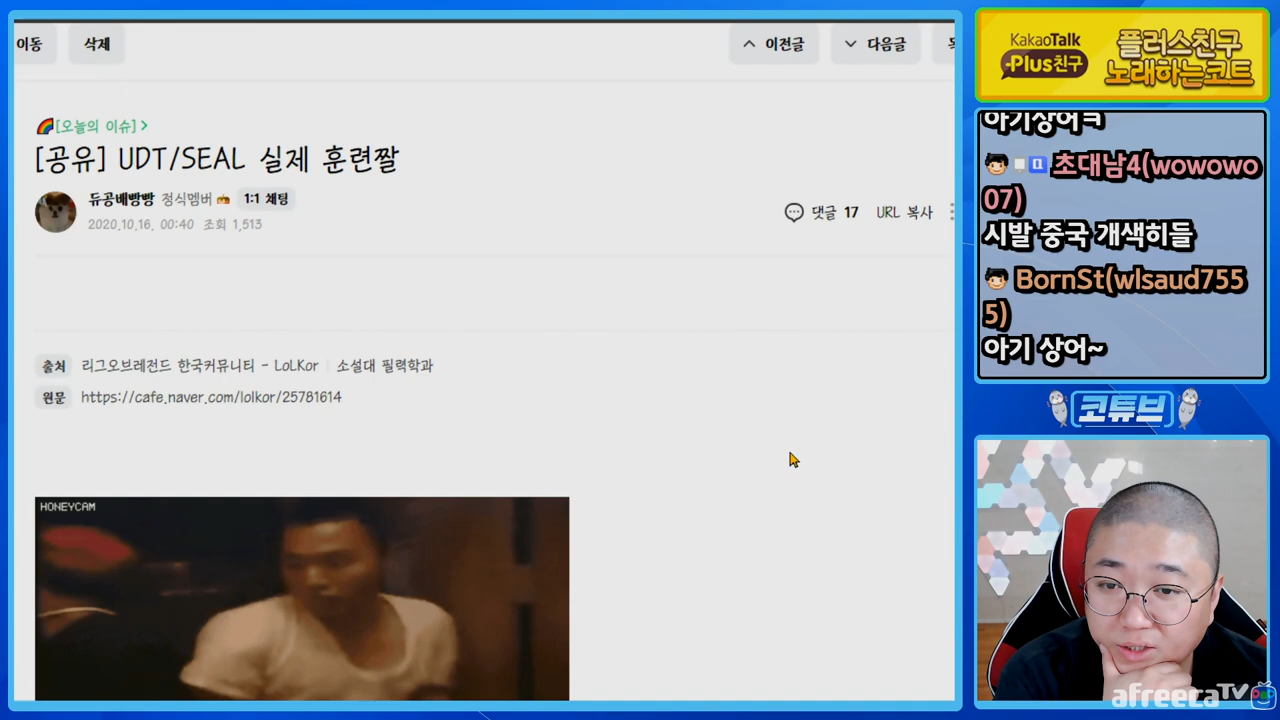 이동
삭제
이전글
다음글
[오늘의 이슈]
[공유] UDT/SEAL 실제 훈련짤
듀공배빵빵 정식멤버 1:1 채팅
2020.10.16. 00:40 조회 1,513
댓글 17 URL 복사
출처 리그오브레전드 한국커뮤니티 - LoLKor 소설대 필력학과
원문 https://cafe.naver.com/lolkor/25781614
HONEYCAM
KakaoTalk
Plus친구
플러스친구
노래하는코트
아기상어ㅋ
초대남4(wowowo
07)
시발 중국 개색히들
BornSt(wlsaud755
5)
아기 상어~
코튜브
afreecaTV